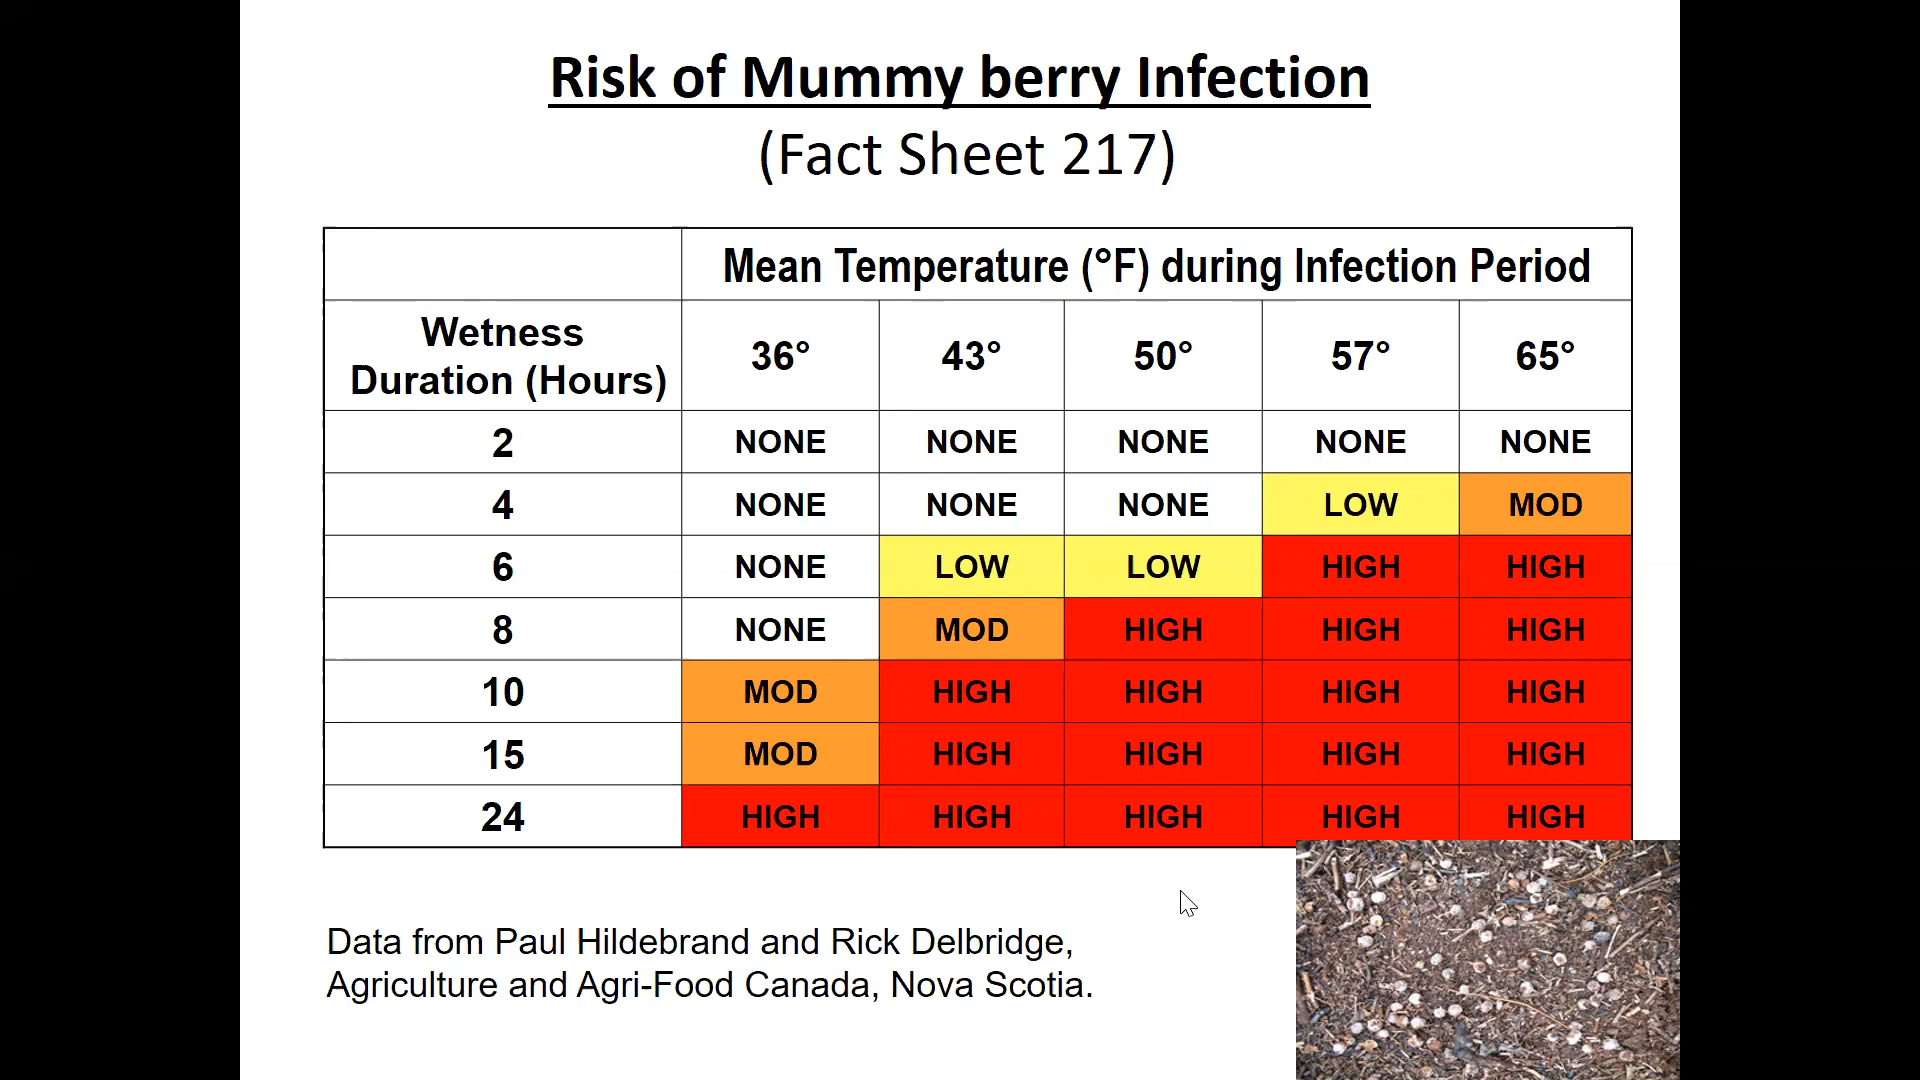 Risk of Mummy berry Infection
(Fact Sheet 217)
Mean Temperature (°F) during Infection Period
Wetness
Duration (Hours)
36° 43° 50° 57° 65°
2 NONE NONE NONE NONE NONE
4 NONE NONE NONE LOW MOD
6 NONE LOW LOW HIGH HIGH
8 NONE MOD HIGH HIGH HIGH
10 MOD HIGH HIGH HIGH HIGH
15 MOD HIGH HIGH HIGH HIGH
24 HIGH HIGH HIGH HIGH HIGH
Data from Paul Hildebrand and Rick Delbridge,
Agriculture and Agri-Food Canada, Nova Scotia.